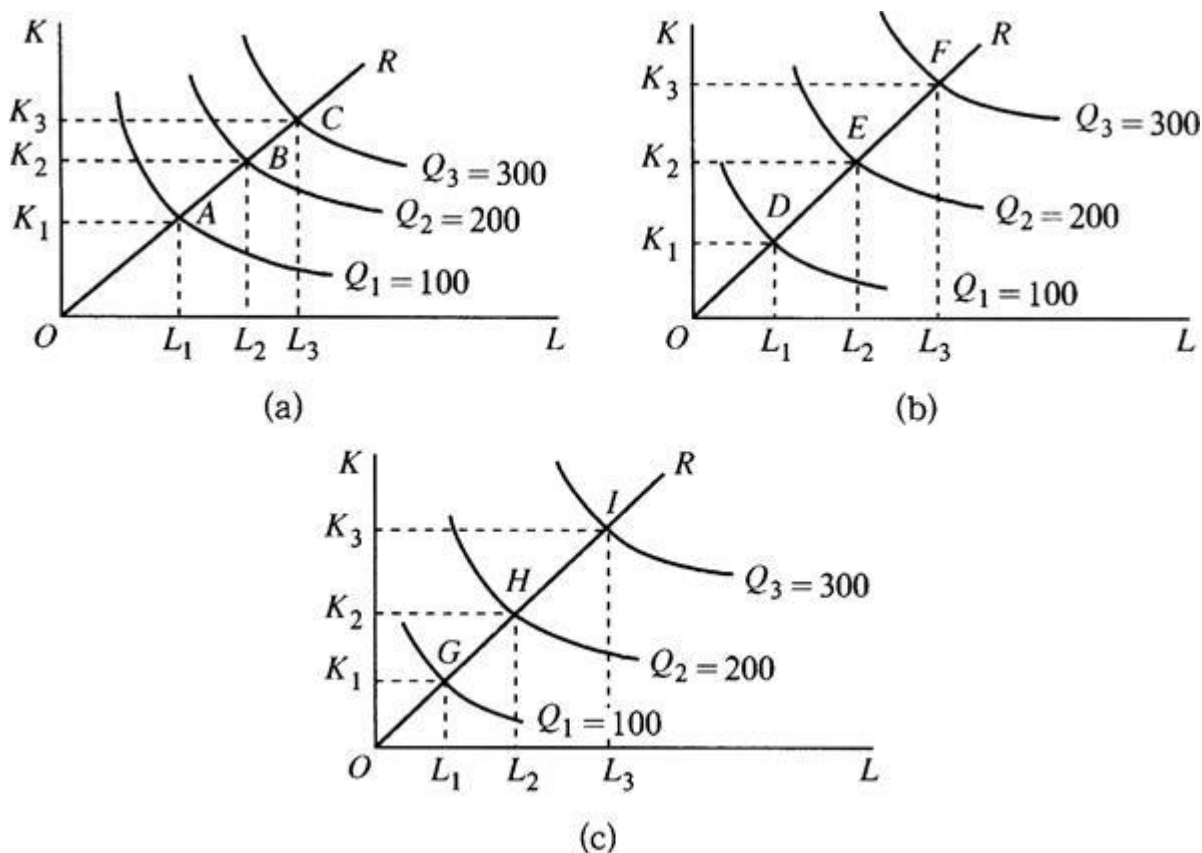 K
R
K₃
C
K₂
B
Q₃ = 300
K₁
A
Q₂ = 200
Q₁ = 100
O
L₁
L₂
L₃
L
(a)
K
F
R
K₃
E
Q₃ = 300
K₂
D
Q₂ = 200
K₁
Q₁ = 100
O
L₁
L₂
L₃
L
(b)
K
R
I
K₃
H
Q₃ = 300
K₂
G
Q₂ = 200
K₁
Q₁ = 100
O
L₁
L₂
L₃
L
(c)